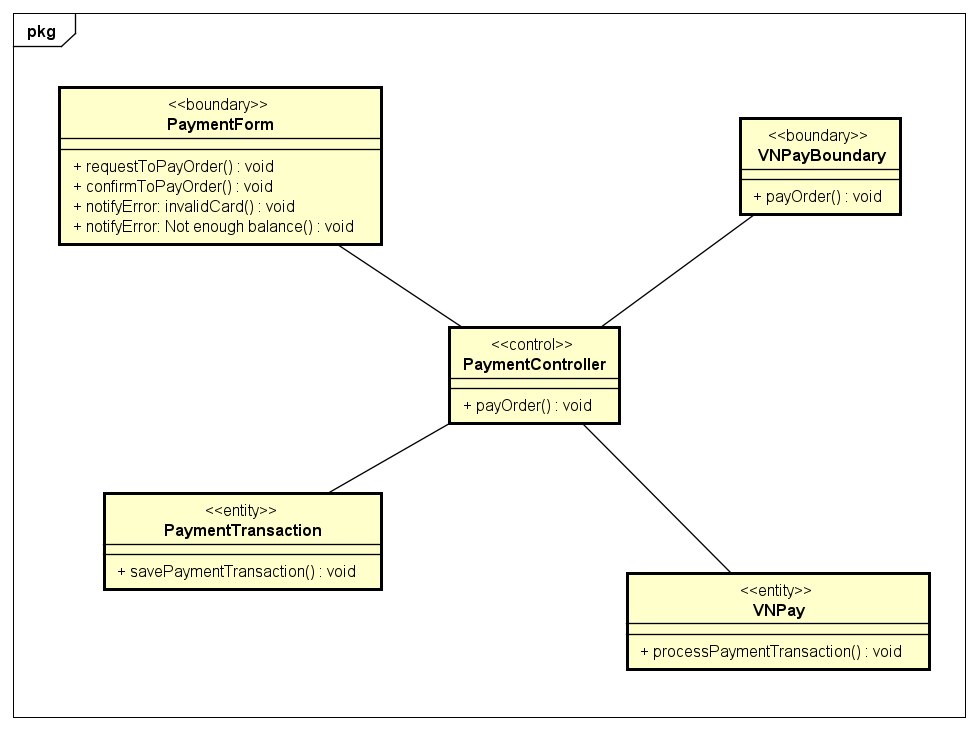 pkg
<<boundary>>
PaymentForm
+ requestToPayOrder() : void
+ confirmToPayOrder() : void
+ notifyError: invalidCard() : void
+ notifyError: Not enough balance() : void
<<boundary>>
VNPayBoundary
+ payOrder() : void
<<control>>
PaymentController
+ payOrder() : void
<<entity>>
PaymentTransaction
+ savePaymentTransaction() : void
<<entity>>
VNPay
+ processPaymentTransaction() : void